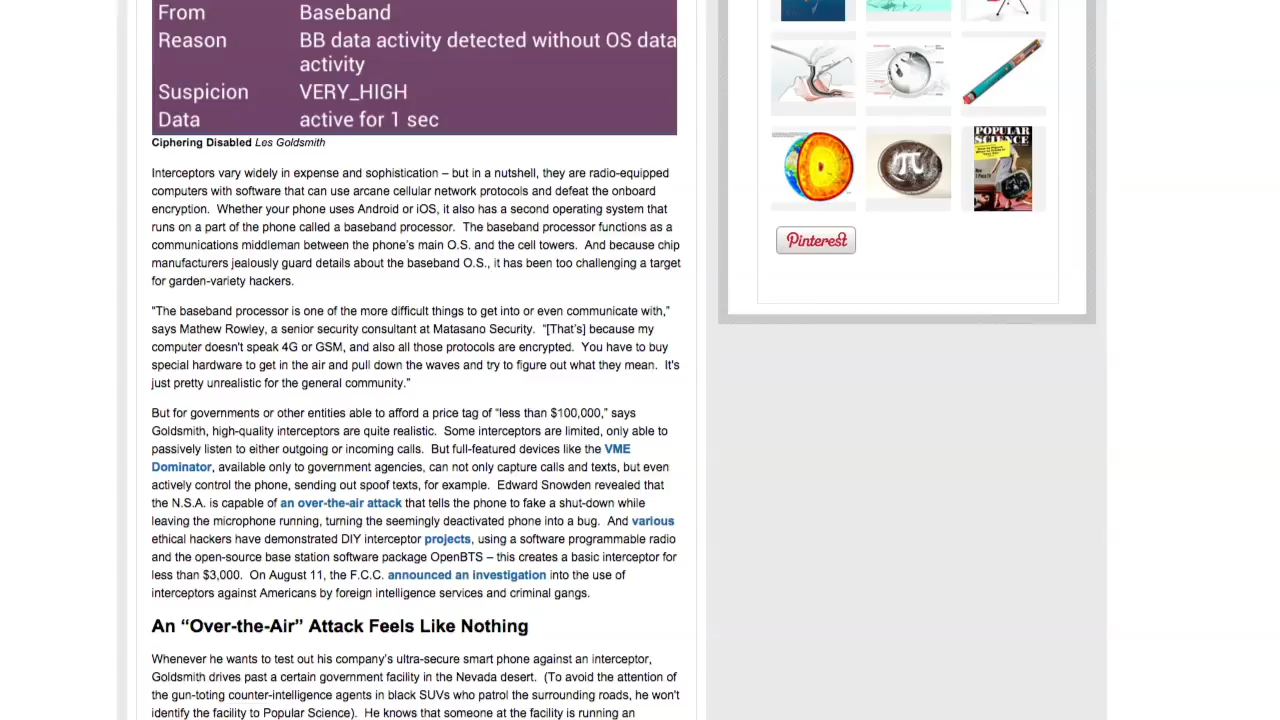 From Baseband
Reason BB data activity detected without OS data
activity
Suspicion VERY_HIGH
Data active for 1 sec
Ciphering Disabled Les Goldsmith
Interceptors vary widely in expense and sophistication – but in a nutshell, they are radio-equipped
computers with software that can use arcane cellular network protocols and defeat the onboard
encryption. Whether your phone uses Android or iOS, it also has a second operating system that
runs on a part of the phone called a baseband processor. The baseband processor functions as a
communications middleman between the phone’s main O.S. and the cell towers. And because chip
manufacturers jealously guard details about the baseband O.S., it has been too challenging a target
for garden-variety hackers.
“The baseband processor is one of the more difficult things to get into or even communicate with,”
says Mathew Rowley, a senior security consultant at Matasano Security. “[That’s] because my
computer doesn't speak 4G or GSM, and also all those protocols are encrypted. You have to buy
special hardware to get in the air and pull down the waves and try to figure out what they mean. It's
just pretty unrealistic for the general community.”
But for governments or other entities able to afford a price tag of “less than $100,000,” says
Goldsmith, high-quality interceptors are quite realistic. Some interceptors are limited, only able to
passively listen to either outgoing or incoming calls. But full-featured devices like the VME
Dominator, available only to government agencies, can not only capture calls and texts, but even
actively control the phone, sending out spoof texts, for example. Edward Snowden revealed that
the N.S.A. is capable of an over-the-air attack that tells the phone to fake a shut-down while
leaving the microphone running, turning the seemingly deactivated phone into a bug. And various
ethical hackers have demonstrated DIY interceptor projects, using a software programmable radio
and the open-source base station software package OpenBTS – this creates a basic interceptor for
less than $3,000. On August 11, the F.C.C. announced an investigation into the use of
interceptors against Americans by foreign intelligence services and criminal gangs.
An “Over-the-Air” Attack Feels Like Nothing
Whenever he wants to test out his company’s ultra-secure smart phone against an interceptor,
Goldsmith drives past a certain government facility in the Nevada desert. (To avoid the attention of
the gun-toting counter-intelligence agents in black SUVs who patrol the surrounding roads, he won't
identify the facility to Popular Science). He knows that someone at the facility is running an
POPULAR
SCIENCE
Pinterest